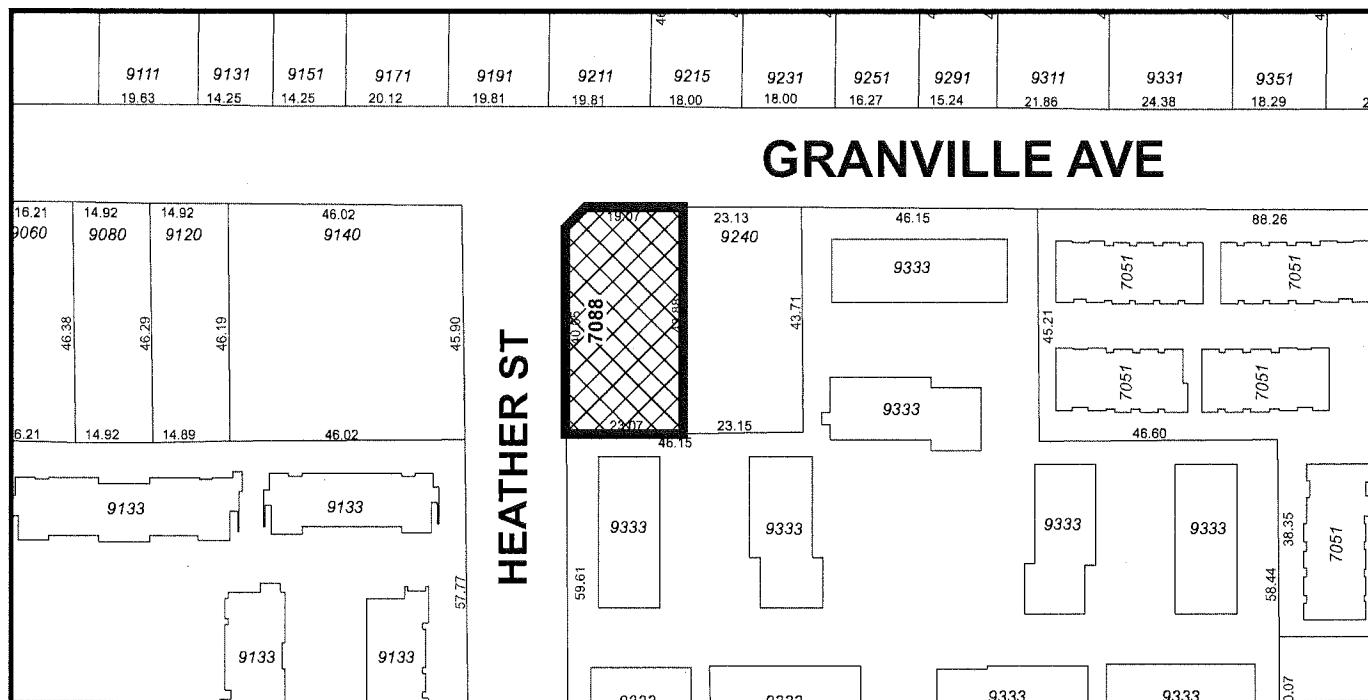 9111 9131 9151 9171 9191 9211 9215 9231 9251 9291 9311 9331 9351
19.63 14.25 14.25 20.12 19.81 19.81 18.00 18.00 16.27 15.24 21.86 24.38 18.29
GRANVILLE AVE
16.21 14.92 14.92 46.02 19.07 23.13 46.15 88.26
9060 9080 9120 9140 9240
9333 7051 7051
46.38 46.29 46.19 45.90 7088 43.71 45.21
HEATHER ST
7051 7051
9333
6.21 14.92 14.89 46.02 23.07 23.15 46.60
46.15
9133 9133 9333 9333 9333 9333 38.35 7051
57.77 59.61 58.44
9133 9133
9333 9333